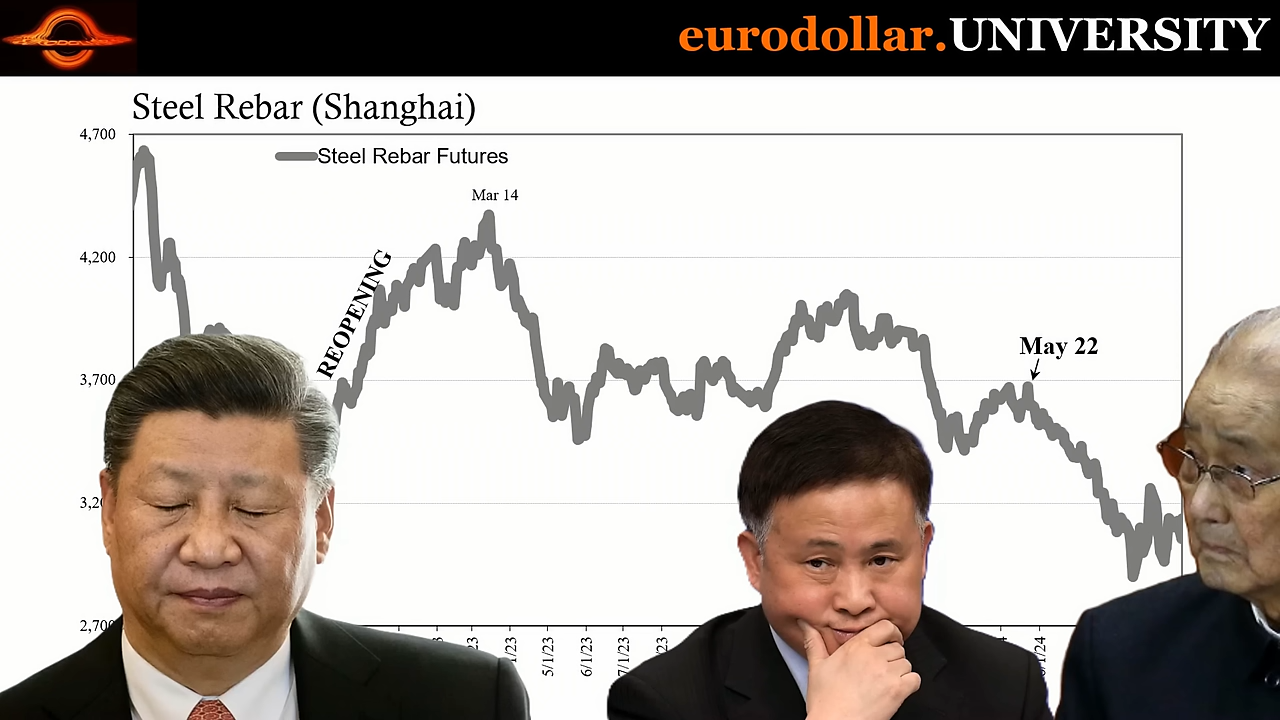 eurodollar.UNIVERSITY
Steel Rebar (Shanghai)
4,700
Steel Rebar Futures
Mar 14
4,200
REOPENING
May 22
3,700
2,700
5/1/23
6/1/23
7/1/23